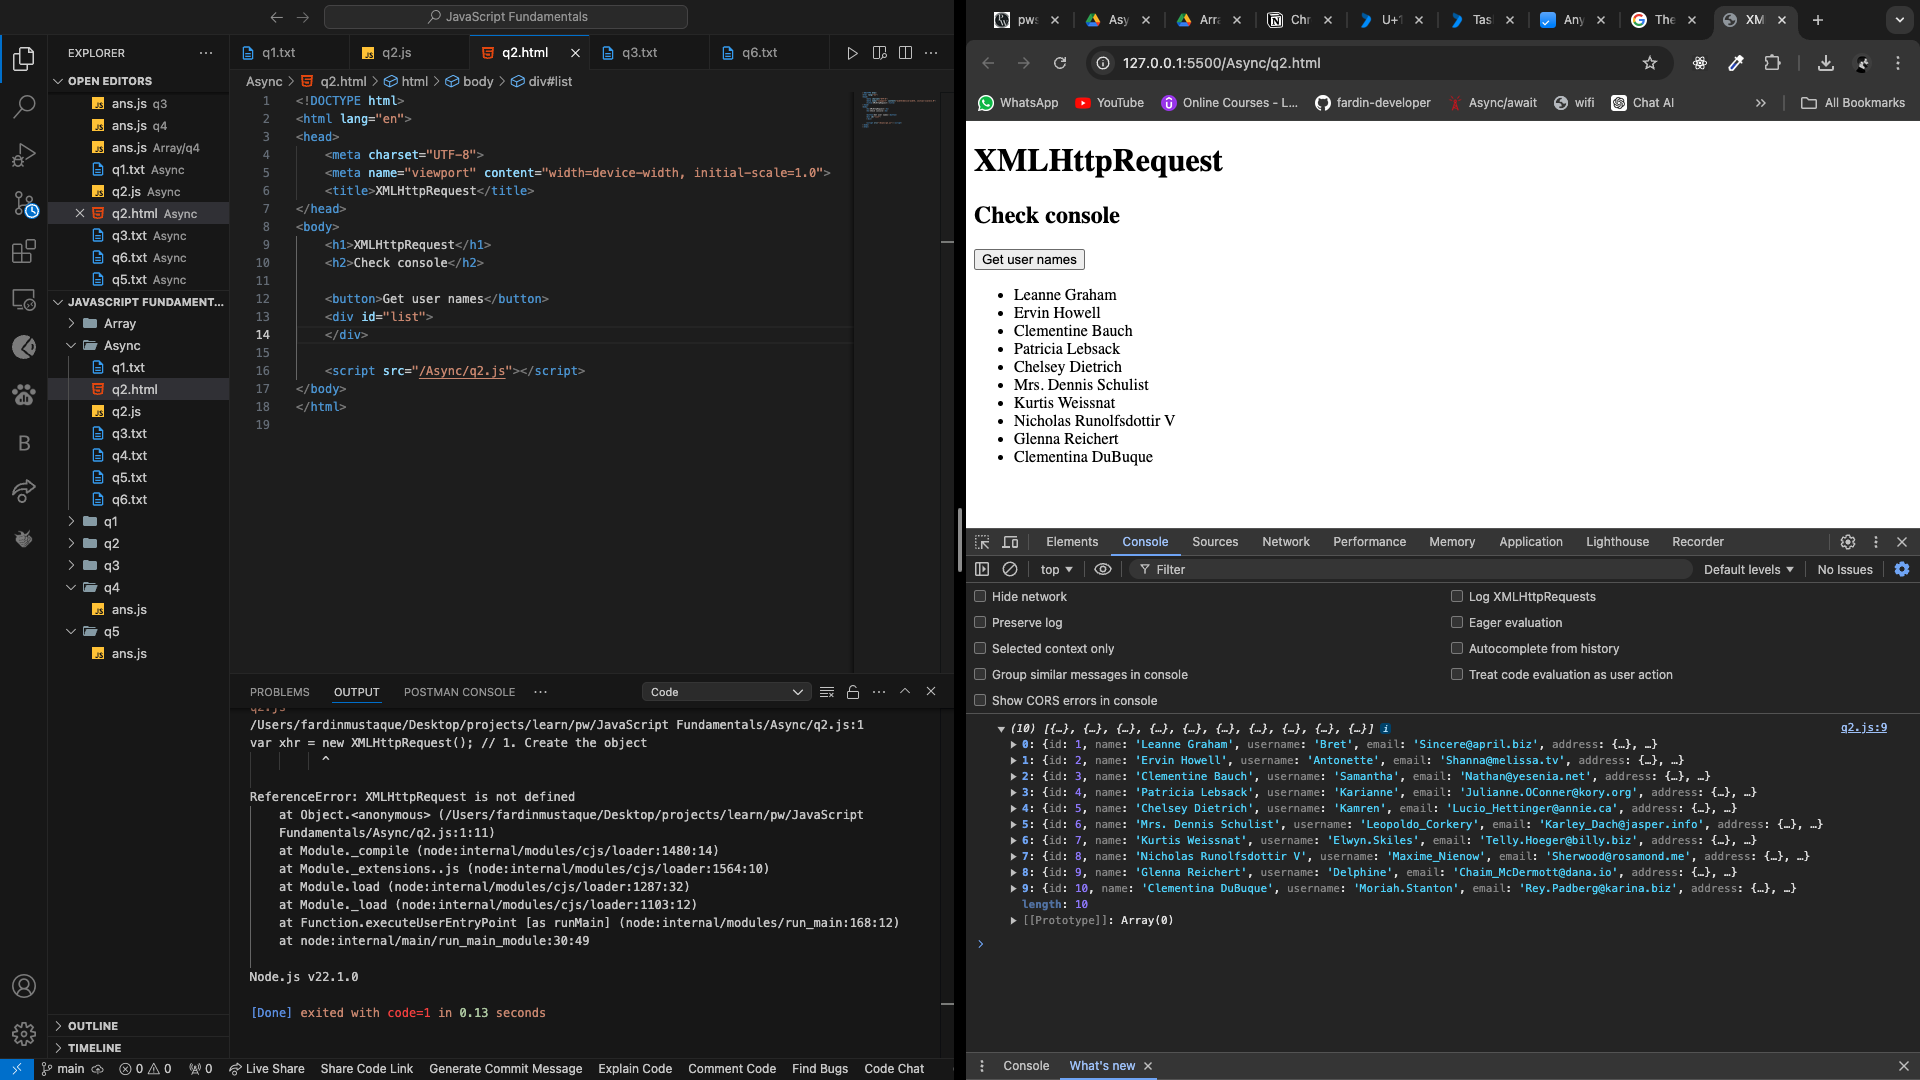 JavaScript Fundamentals
EXPLORER
OPEN EDITORS
ans.js q3
ans.js q4
ans.js Array/q4
q1.txt Async
q2.js Async
q2.html Async
q3.txt Async
q6.txt Async
q5.txt Async
JAVASCRIPT FUNDAMENT...
Array
Async
q1.txt
q2.html
q2.js
q3.txt
q4.txt
q5.txt
q6.txt
q1
q2
q3
q4
ans.js
q5
ans.js
OUTLINE
TIMELINE
q1.txt
q2.js
q2.html
q3.txt
q6.txt
Async > q2.html > html > body > div#list
1 <!DOCTYPE html>
2 <html lang="en">
3 <head>
4 <meta charset="UTF-8">
5 <meta name="viewport" content="width=device-width, initial-scale=1.0">
6 <title>XMLHttpRequest</title>
7 </head>
8 <body>
9 <h1>XMLHttpRequest</h1>
10 <h2>Check console</h2>
11
12 <button>Get user names</button>
13 <div id="list">
14 </div>
15
16 <script src="/Async/q2.js"></script>
17 </body>
18 </html>
19
PROBLEMS OUTPUT POSTMAN CONSOLE ··· Code
q2.js
/Users/fardinmustaque/Desktop/projects/learn/pw/JavaScript Fundamentals/Async/q2.js:1
var xhr = new XMLHttpRequest(); // 1. Create the object
^
ReferenceError: XMLHttpRequest is not defined
at Object.<anonymous> (/Users/fardinmustaque/Desktop/projects/learn/pw/JavaScript
Fundamentals/Async/q2.js:1:11)
at Module._compile (node:internal/modules/cjs/loader:1480:14)
at Module._extensions..js (node:internal/modules/cjs/loader:1564:10)
at Module.load (node:internal/modules/cjs/loader:1287:32)
at Module._load (node:internal/modules/cjs/loader:1103:12)
at Function.executeUserEntryPoint [as runMain] (node:internal/modules/run_main:168:12)
at node:internal/main/run_main_module:30:49
Node.js v22.1.0
[Done] exited with code=1 in 0.13 seconds
main 0 0 0 Live Share Share Code Link Generate Commit Message Explain Code Comment Code Find Bugs Code Chat
pws Asy Arra Chr U+1 Tas Any The XM
127.0.0.1:5500/Async/q2.html
WhatsApp YouTube Online Courses - L... fardin-developer Async/await wifi Chat AI » All Bookmarks
XMLHttpRequest
Check console
Get user names
• Leanne Graham
• Ervin Howell
• Clementine Bauch
• Patricia Lebsack
• Chelsey Dietrich
• Mrs. Dennis Schulist
• Kurtis Weissnat
• Nicholas Runolfsdottir V
• Glenna Reichert
• Clementina DuBuque
Elements Console Sources Network Performance Memory Application Lighthouse Recorder
top Filter Default levels No Issues
Hide network Log XMLHttpRequests
Preserve log Eager evaluation
Selected context only Autocomplete from history
Group similar messages in console Treat code evaluation as user action
Show CORS errors in console
(10) [{…}, {…}, {…}, {…}, {…}, {…}, {…}, {…}, {…}, {…}] i q2.js:9
0: {id: 1, name: 'Leanne Graham', username: 'Bret', email: 'Sincere@april.biz', address: {…}, …}
1: {id: 2, name: 'Ervin Howell', username: 'Antonette', email: 'Shanna@melissa.tv', address: {…}, …}
2: {id: 3, name: 'Clementine Bauch', username: 'Samantha', email: 'Nathan@yesenia.net', address: {…}, …}
3: {id: 4, name: 'Patricia Lebsack', username: 'Karianne', email: 'Julianne.OConner@kory.org', address: {…}, …}
4: {id: 5, name: 'Chelsey Dietrich', username: 'Kamren', email: 'Lucio_Hettinger@annie.ca', address: {…}, …}
5: {id: 6, name: 'Mrs. Dennis Schulist', username: 'Leopoldo_Corkery', email: 'Karley_Dach@jasper.info', address: {…}, …}
6: {id: 7, name: 'Kurtis Weissnat', username: 'Elwyn.Skiles', email: 'Telly.Hoeger@billy.biz', address: {…}, …}
7: {id: 8, name: 'Nicholas Runolfsdottir V', username: 'Maxime_Nienow', email: 'Sherwood@rosamond.me', address: {…}, …}
8: {id: 9, name: 'Glenna Reichert', username: 'Delphine', email: 'Chaim_McDermott@dana.io', address: {…}, …}
9: {id: 10, name: 'Clementina DuBuque', username: 'Moriah.Stanton', email: 'Rey.Padberg@karina.biz', address: {…}, …}
length: 10
[[Prototype]]: Array(0)
Console What's new